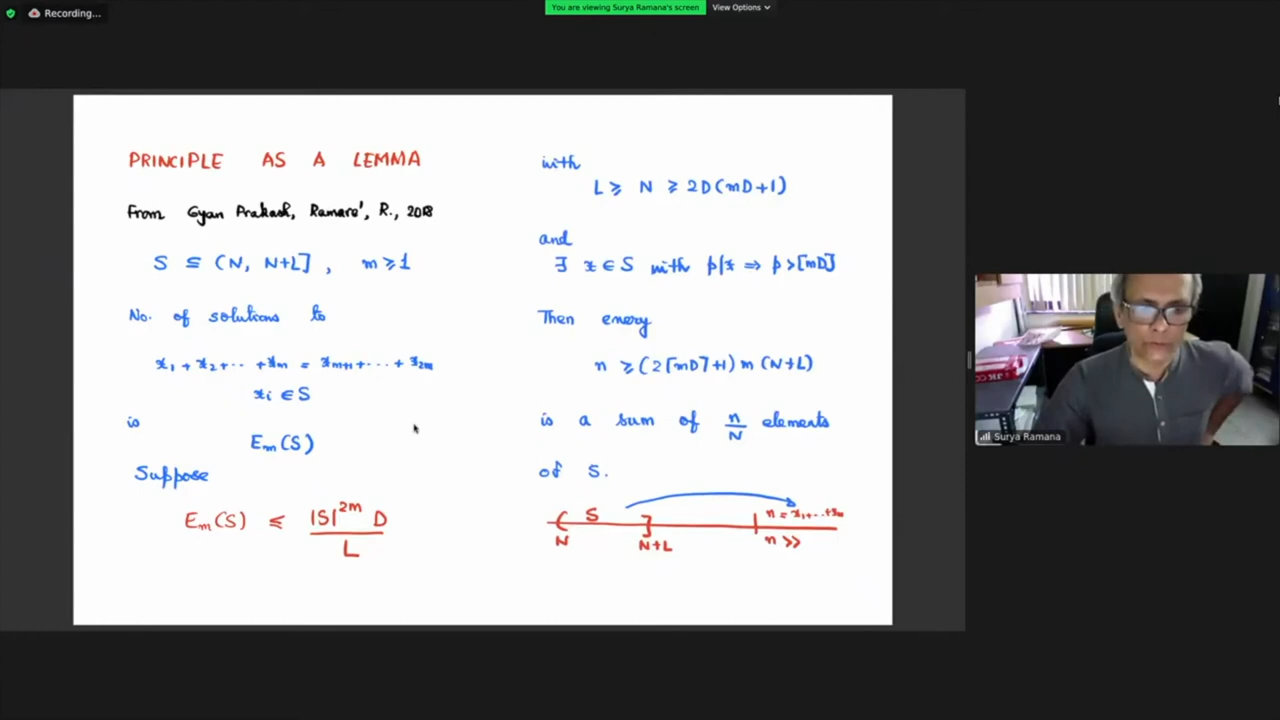 Recording...
You are viewing Surya Ramana's screen
View Options
PRINCIPLE AS A LEMMA
From Gyan Prakash, Ramare', R., 2018
S ⊆ (N, N+L] , m ≥ 1
No. of solutions to
x₁ + x₂ + ·· + xₘ = xₘ₊₁ + ··· + x₂ₘ
xᵢ ∈ S
is
Eₘ(S)
Suppose
Eₘ(S) ≤ |S|²ᵐ D / L
with
L ≥ N ≥ 2D(mD+1)
and
∃ x ∈ S with p|x ⇒ p > [mD]
Then every
n ≥ (2⌈mD⌉+1) m (N+L)
is a sum of n/N elements
of S.
S
N
N+L
n = x₁+...+xₘ
n >>
Surya Ramana